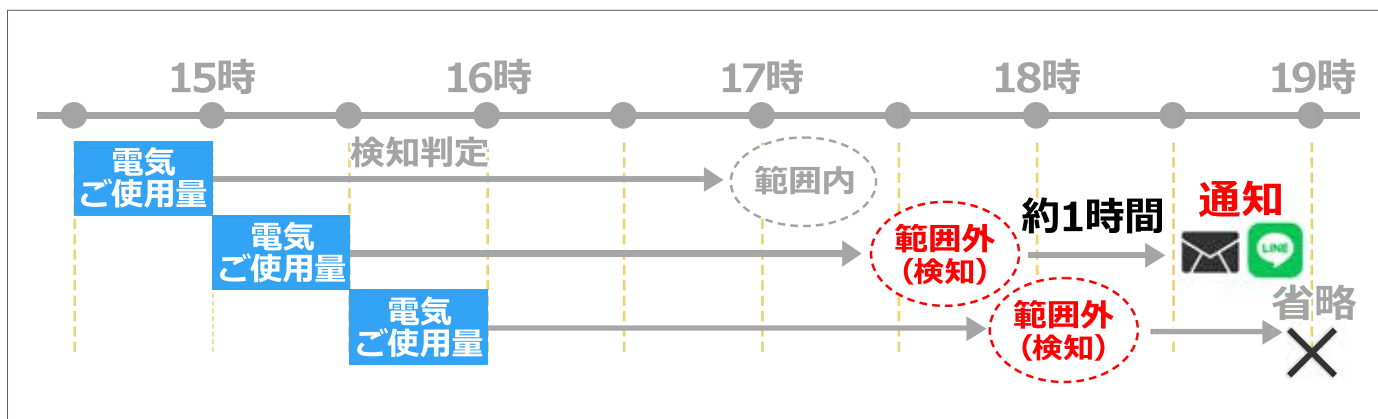 15時
16時
17時
18時
19時
検知判定
電気
ご使用量
範囲内
電気
ご使用量
範囲外
（検知）
約1時間
通知
LINE
電気
ご使用量
範囲外
（検知）
省略